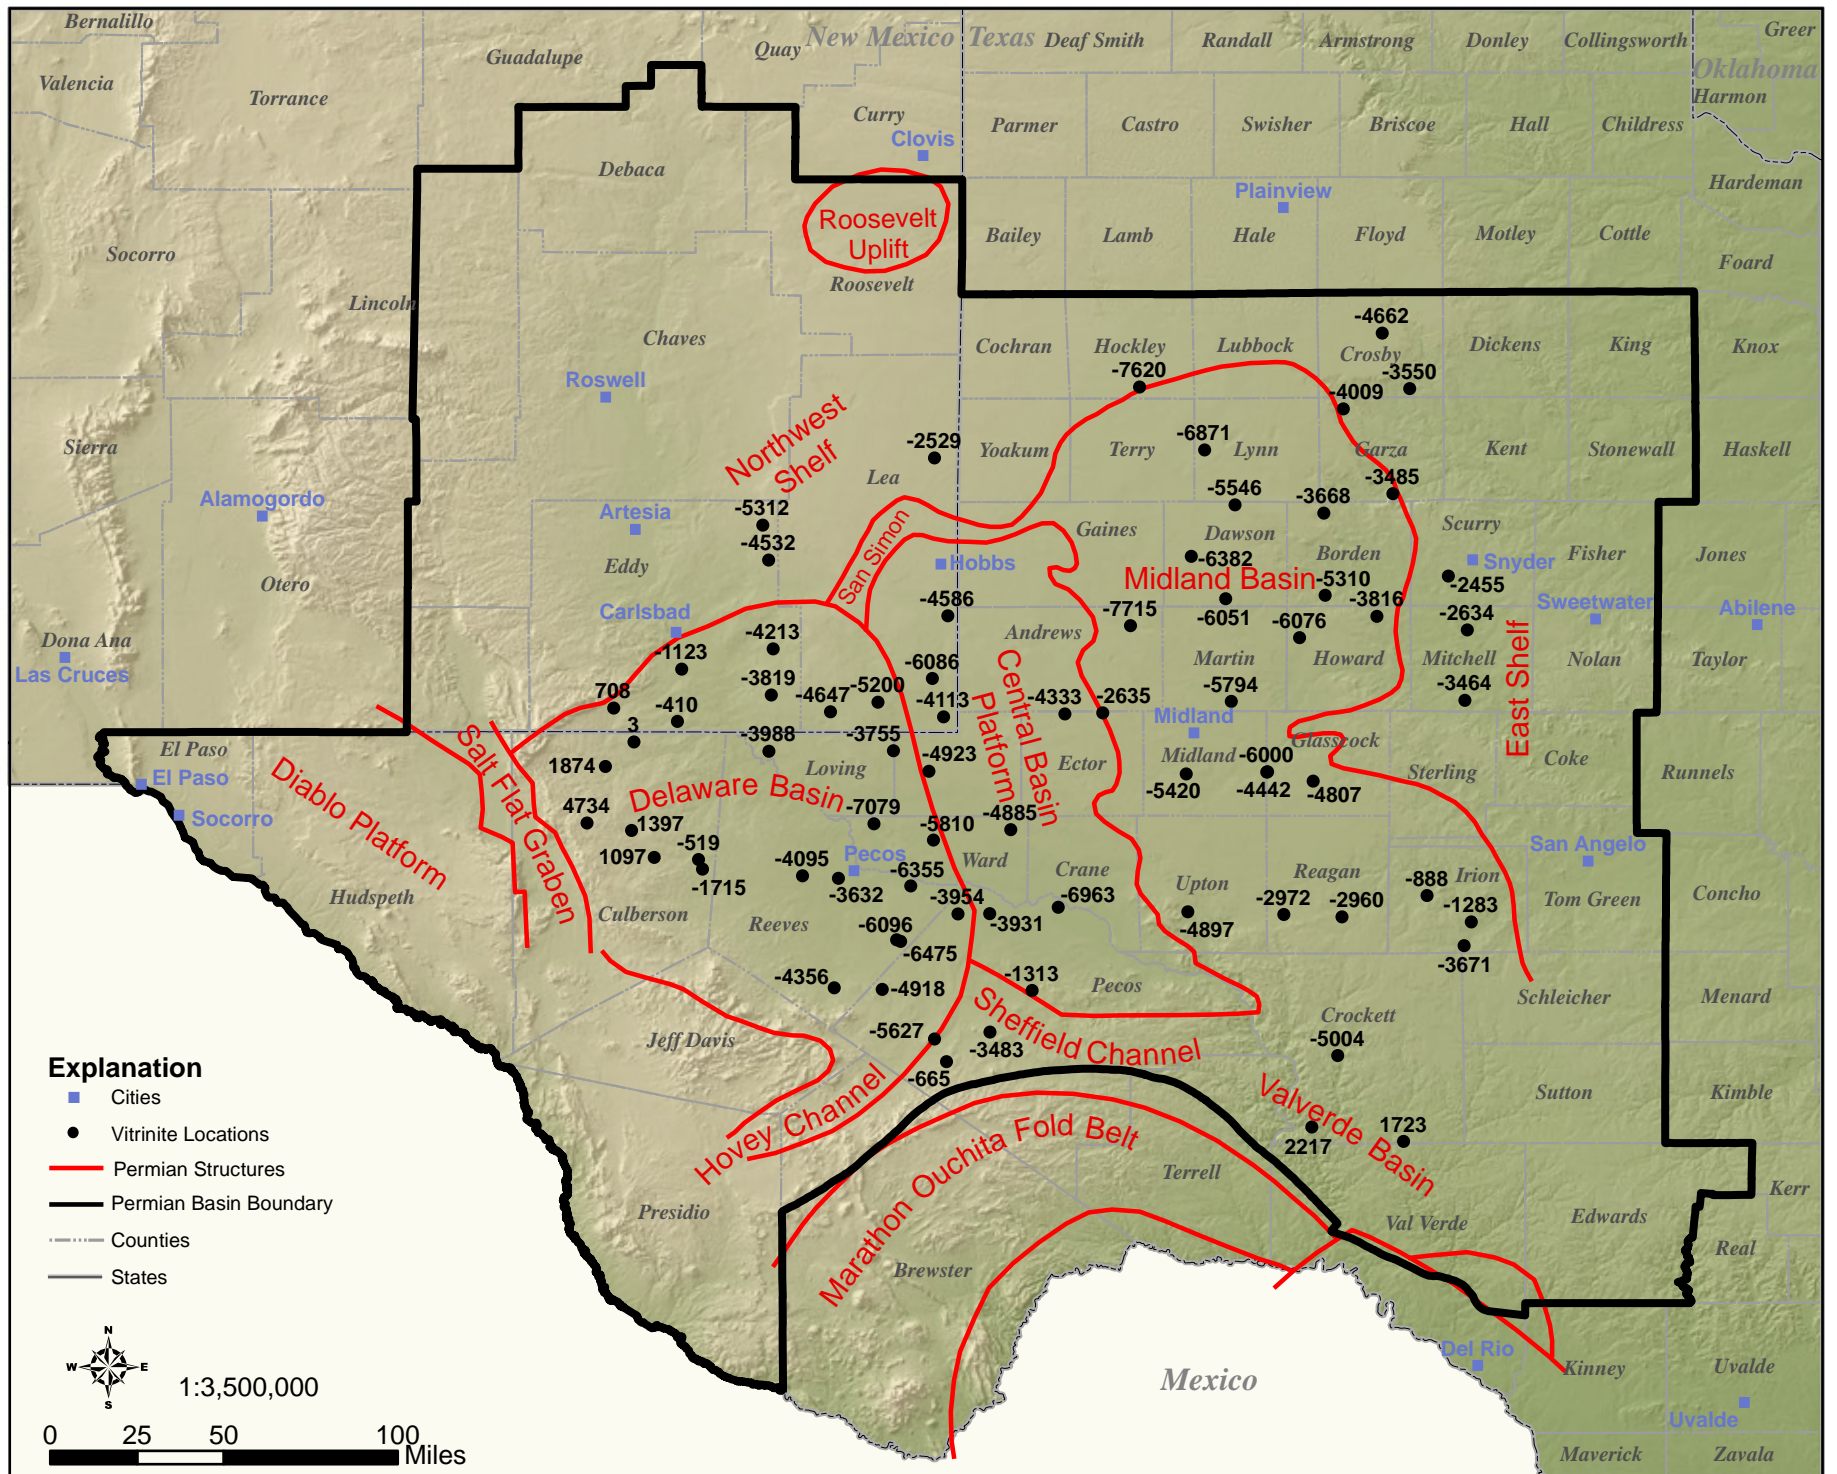 Bernalillo
Guadalupe
Quay
New Mexico
Texas
Deaf Smith
Randall
Armstrong
Donley
Collingsworth
Greer
Valencia
Torrance
Oklahoma
Harmon
Curry
Clovis
Parmer
Castro
Swisher
Briscoe
Hall
Childress
Debaca
Plainview
Hardeman
Roosevelt
Uplift
Bailey
Lamb
Hale
Floyd
Motley
Cottle
Socorro
Foard
Roosevelt
Lincoln
Chaves
-4662
Cochran
Hockley
Lubbock
Crosby
Dickens
King
Knox
Roswell
-7620
-3550
-4009
Northwest
Shelf
-2529
-6871
Sierra
Lea
Yoakum
Terry
Lynn
Garza
Kent
Stonewall
Haskell
-3485
Alamogordo
Artesia
-5312
-5546
-3668
-4532
San Simon
Gaines
Dawson
Scurry
Eddy
Hobbs
-6382
Borden
Snyder
Fisher
Jones
Otero
Midland Basin
-5310
-2455
Carlsbad
-4586
-7715
-6051
-6076
-3816
-2634
Sweetwater
Abilene
Dona Ana
-4213
Andrews
East Shelf
Las Cruces
-1123
-6086
Martin
Howard
Mitchell
Nolan
Taylor
708
-410
-3819
-4647
-5200
-4113
Central Basin
Platform
-4333
-2635
-5794
-3464
3
-3988
-3755
Midland
Glasscock
El Paso
Salt Flat Graben
-4923
Ector
Midland
-6000
Coke
El Paso
Diablo Platform
1874
Loving
-5420
-4442
-4807
Sterling
Runnels
Delaware Basin
Socorro
4734
1397
-7079
-5810
-4885
1097
-519
-1715
-4095
Pecos
-3632
-6355
Ward
Crane
San Angelo
Hudspeth
Upton
Reagan
-888
Irion
Culberson
Reeves
-3954
-3931
-6963
-4897
-2972
-2960
-1283
Tom Green
Concho
-6096
-6475
-3671
-4356
-4918
-1313
Pecos
Schleicher
Menard
Jeff Davis
-5627
-3483
Sheffield Channel
Crockett
-5004
-665
Explanation
Cities
Vitrinite Locations
Permian Structures
Permian Basin Boundary
Counties
States
Hovey Channel
Valverde Basin
Sutton
Kimble
Marathon Ouchita Fold Belt
2217
1723
Terrell
Presidio
Val Verde
Edwards
Kerr
Brewster
Real
N
W
E
S
1:3,500,000
Del Rio
Kinney
Uvalde
Mexico
Uvalde
0
25
50
100
Miles
Maverick
Zavala